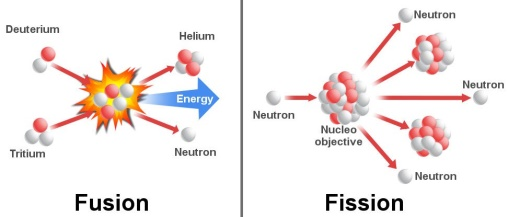 Deuterium
Helium
Energy
Tritium
Neutron
Fusion
Neutron
Neutron
Neutron
Nucleo
objective
Neutron
Fission